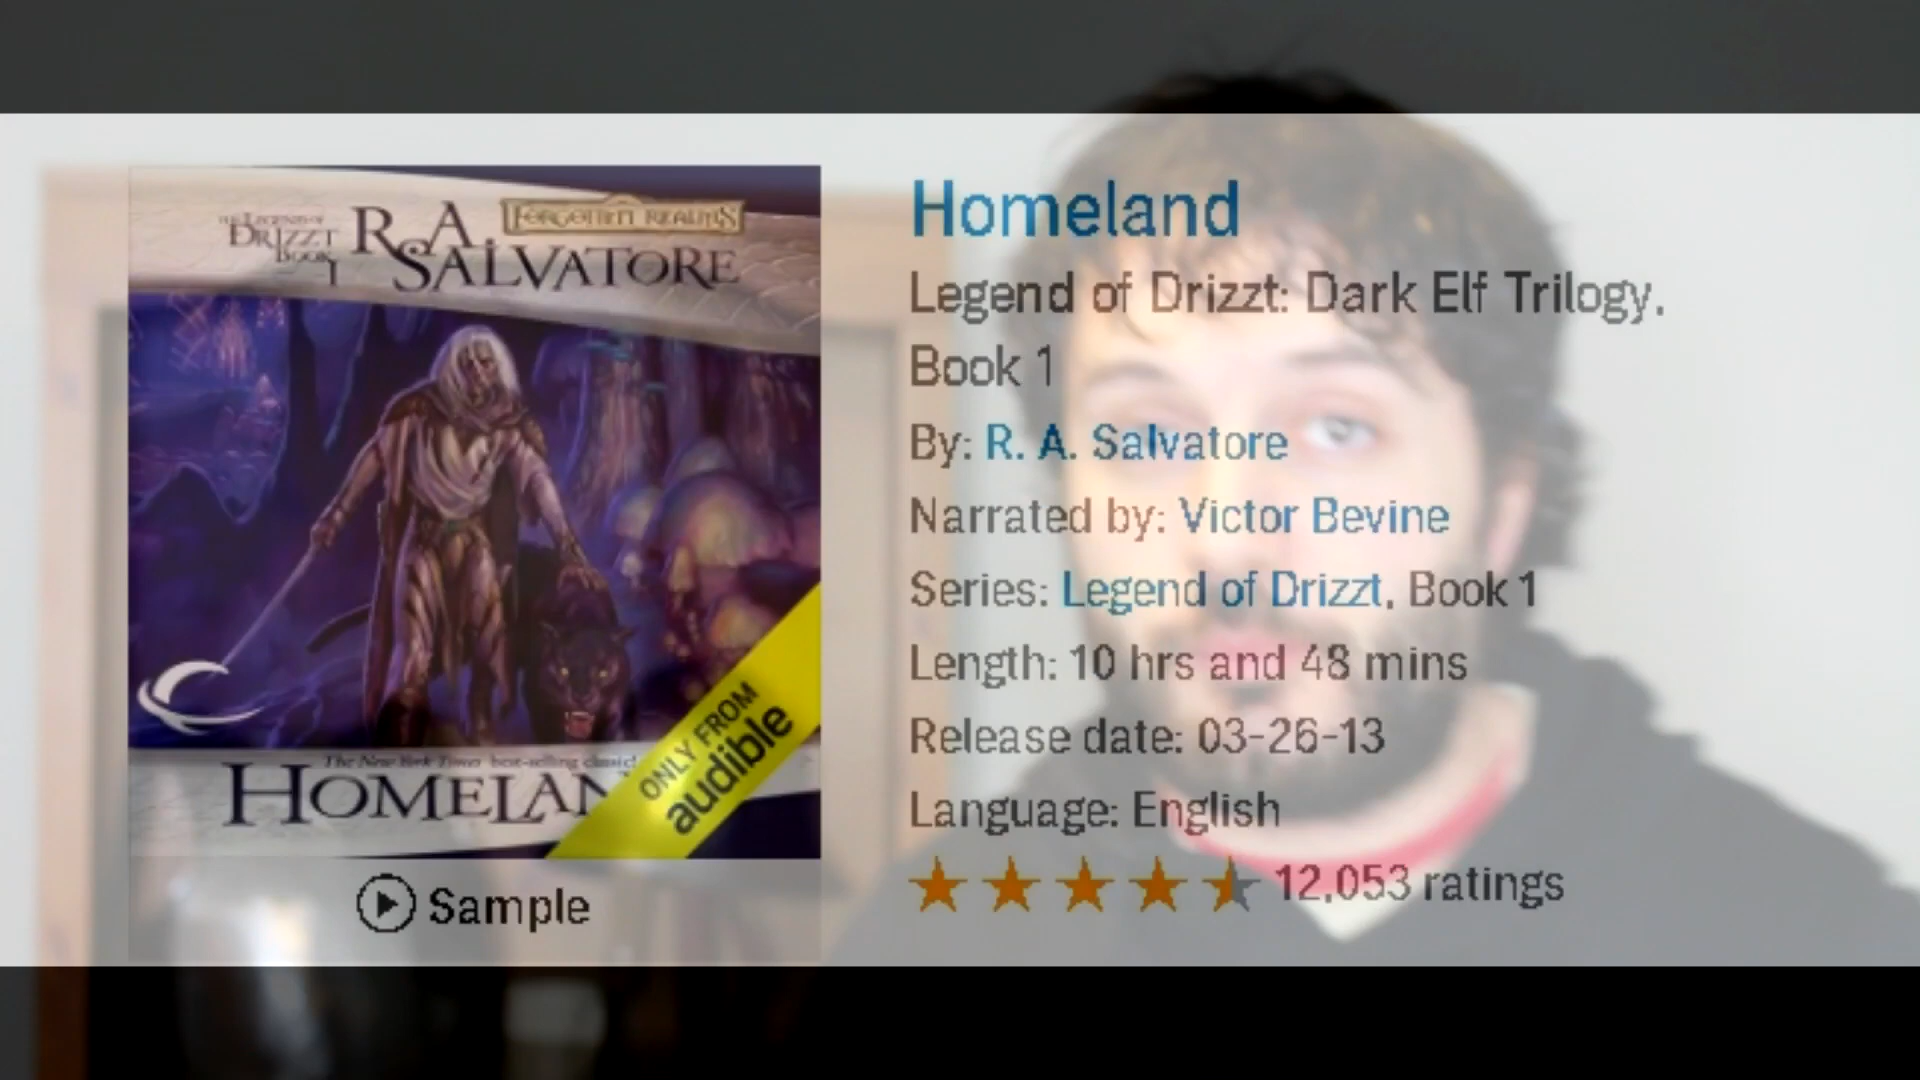 THE LEGEND OF
DRIZZT
BOOK
1
R.A.
SALVATORE
FORGOTTEN REALMS
The New York Times best-selling classic!
HOMELAN
ONLY FROM
audible
Sample
Homeland
Legend of Drizzt: Dark Elf Trilogy,
Book 1
By: R. A. Salvatore
Narrated by: Victor Bevine
Series: Legend of Drizzt, Book 1
Length: 10 hrs and 48 mins
Release date: 03-26-13
Language: English
12,053 ratings